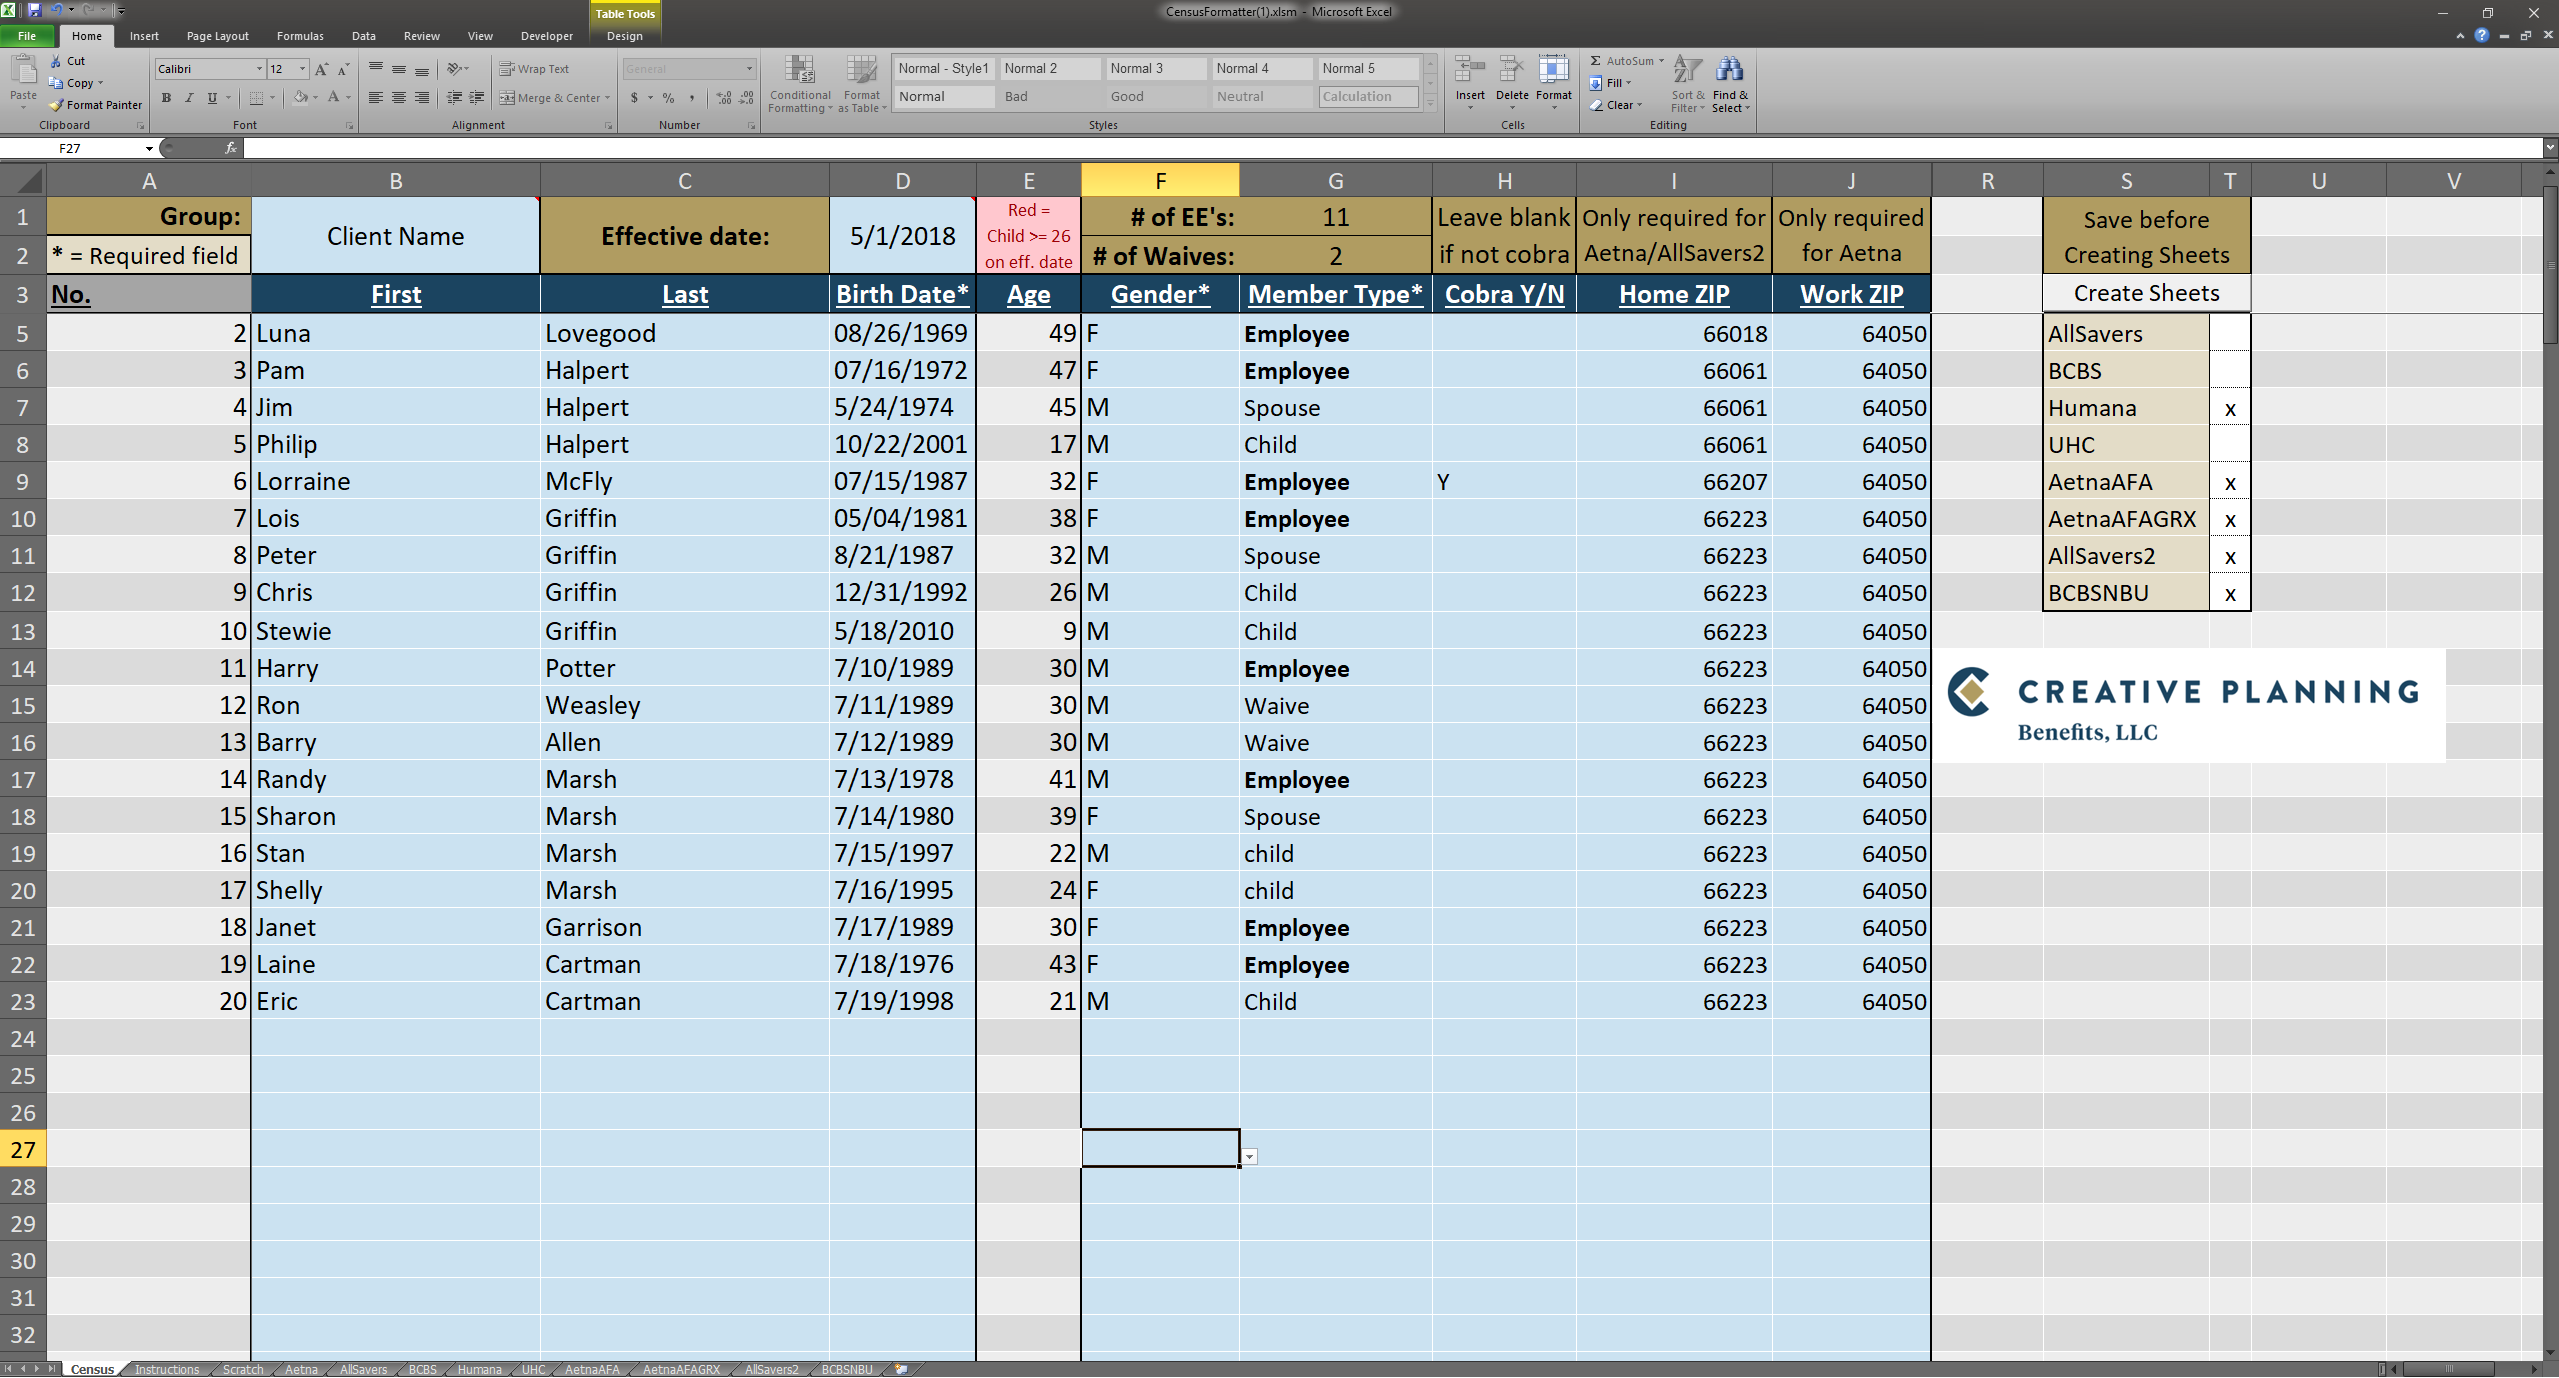 CensusFormatter(1).xlsm - Microsoft Excel
Table Tools
File Home Insert Page Layout Formulas Data Review View Developer Design
Paste
Cut
Copy
Format Painter
Clipboard
Calibri 12
B I U
Font
Wrap Text
Merge & Center
Alignment
General
$ % ,
Number
Conditional Formatting
Format as Table
Normal - Style1 Normal 2 Normal 3 Normal 4 Normal 5
Normal Bad Good Neutral Calculation
Styles
Insert Delete Format
Cells
AutoSum
Fill
Clear
Sort & Filter
Find & Select
Editing
F27 fx
A B C D E F G H I J R S T U V
1 Group: Client Name Effective date: 5/1/2018 Red = Child >= 26 on eff. date # of EE's: 11 Leave blank if not cobra Only required for Aetna/AllSavers2 Only required for Aetna Save before Creating Sheets
2 * = Required field # of Waives: 2
3 No. First Last Birth Date* Age Gender* Member Type* Cobra Y/N Home ZIP Work ZIP Create Sheets
5 2 Luna Lovegood 08/26/1969 49 F Employee 66018 64050 AllSavers
6 3 Pam Halpert 07/16/1972 47 F Employee 66061 64050 BCBS
7 4 Jim Halpert 5/24/1974 45 M Spouse 66061 64050 Humana x
8 5 Philip Halpert 10/22/2001 17 M Child 66061 64050 UHC
9 6 Lorraine McFly 07/15/1987 32 F Employee Y 66207 64050 AetnaAFA x
10 7 Lois Griffin 05/04/1981 38 F Employee 66223 64050 AetnaAFAGRX x
11 8 Peter Griffin 8/21/1987 32 M Spouse 66223 64050 AllSavers2 x
12 9 Chris Griffin 12/31/1992 26 M Child 66223 64050 BCBSNBU x
13 10 Stewie Griffin 5/18/2010 9 M Child 66223 64050
14 11 Harry Potter 7/10/1989 30 M Employee 66223 64050
15 12 Ron Weasley 7/11/1989 30 M Waive 66223 64050
16 13 Barry Allen 7/12/1989 30 M Waive 66223 64050
17 14 Randy Marsh 7/13/1978 41 M Employee 66223 64050
18 15 Sharon Marsh 7/14/1980 39 F Spouse 66223 64050
19 16 Stan Marsh 7/15/1997 22 M child 66223 64050
20 17 Shelly Marsh 7/16/1995 24 F child 66223 64050
21 18 Janet Garrison 7/17/1989 30 F Employee 66223 64050
22 19 Laine Cartman 7/18/1976 43 F Employee 66223 64050
23 20 Eric Cartman 7/19/1998 21 M Child 66223 64050
CREATIVE PLANNING
Benefits, LLC
24
25
26
27
28
29
30
31
32
Census Instructions Scratch Aetna AllSavers BCBS Humana UHC AetnaAFA AetnaAFAGRX AllSavers2 BCBSNBU